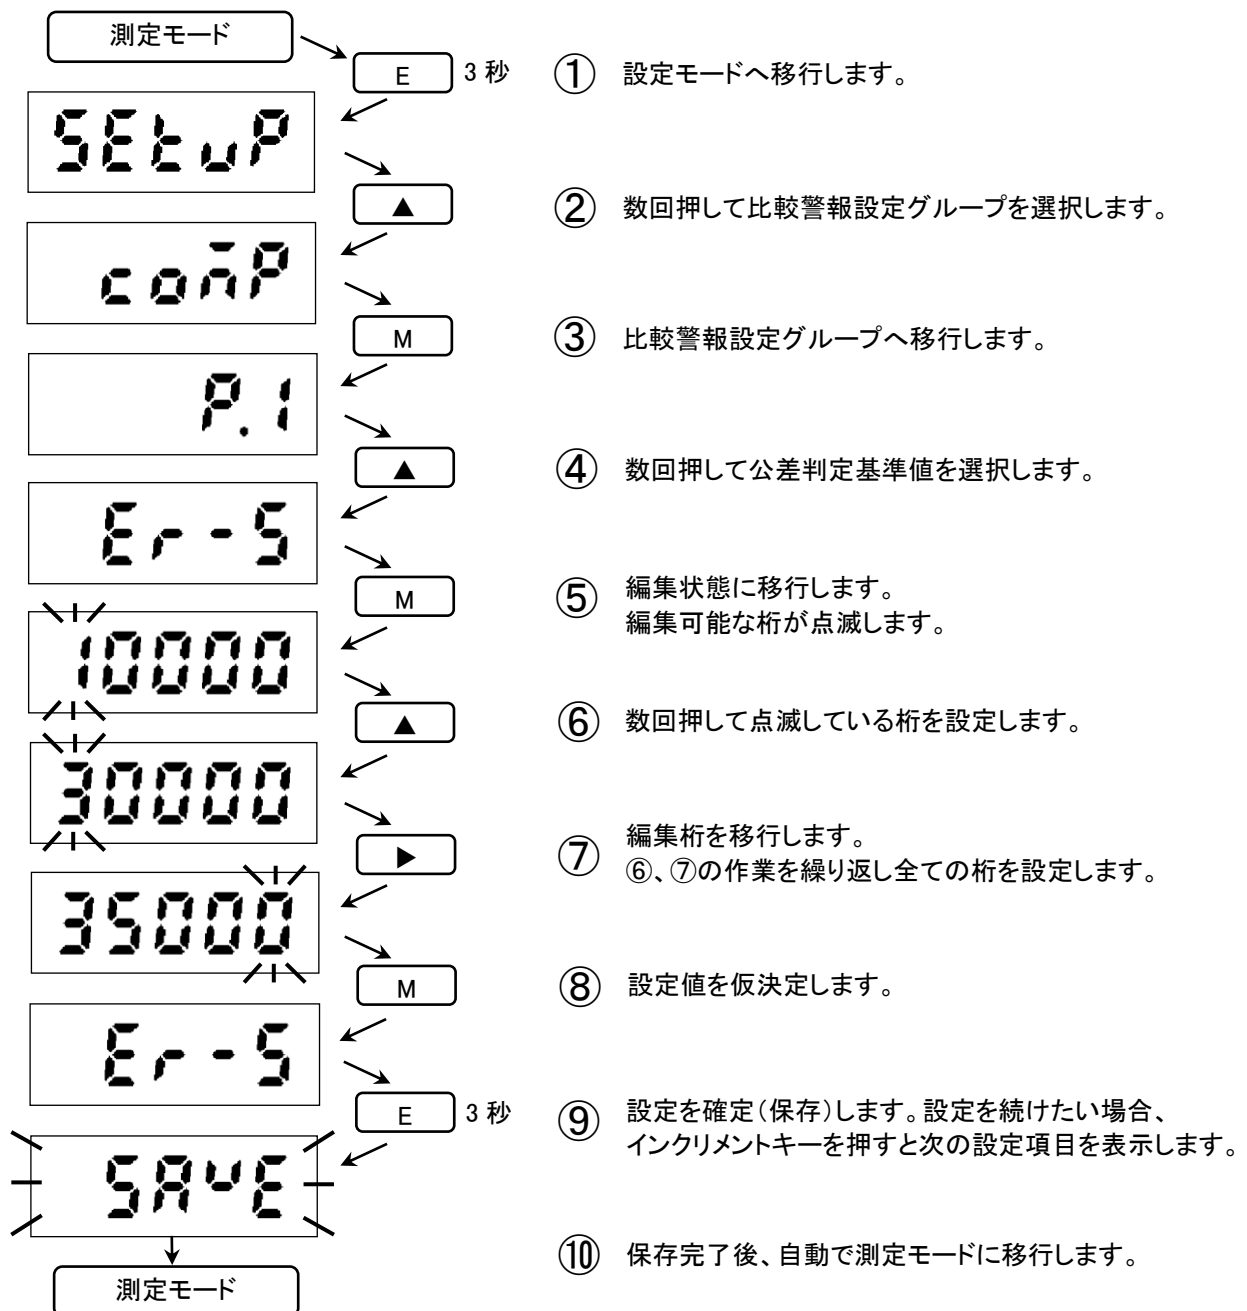 測定モード
E 3 秒 ① 設定モードへ移行します。
SEtuP
▲ ② 数回押して比較警報設定グループを選択します。
comP
M ③ 比較警報設定グループへ移行します。
P.1
▲ ④ 数回押して公差判定基準値を選択します。
Er-S
M ⑤ 編集状態に移行します。
編集可能な桁が点滅します。
10000
▲ ⑥ 数回押して点滅している桁を設定します。
30000
▶ ⑦ 編集桁を移行します。
⑥、⑦の作業を繰り返し全ての桁を設定します。
35000
M ⑧ 設定値を仮決定します。
Er-S
E 3 秒 ⑨ 設定を確定(保存)します。設定を続けたい場合、
インクリメントキーを押すと次の設定項目を表示します。
SAvE
⑩ 保存完了後、自動で測定モードに移行します。
測定モード